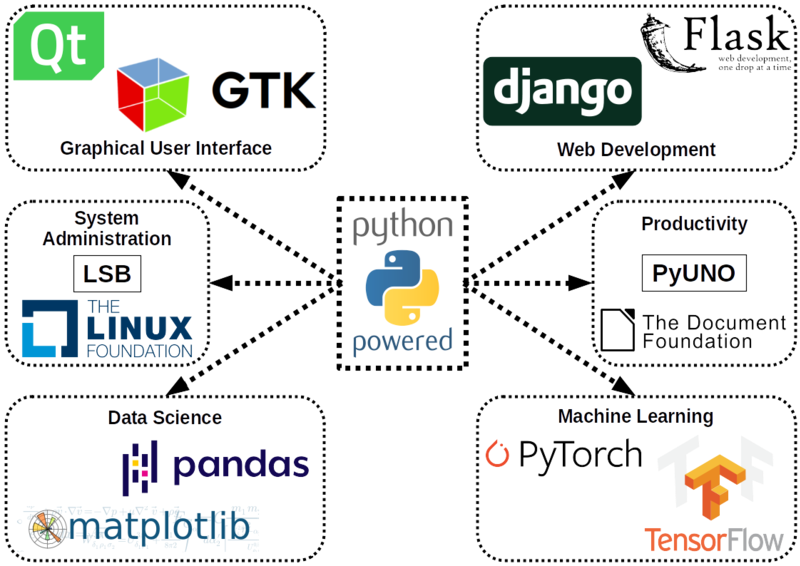 Qt
GTK
Graphical User Interface
Flask
web development,
one drop at a time
django
Web Development
System
Administration
LSB
THE
LINUX
FOUNDATION
python
powered
Productivity
PyUNO
The Document
Foundation
Data Science
pandas
matplotlib
Machine Learning
PyTorch
TensorFlow